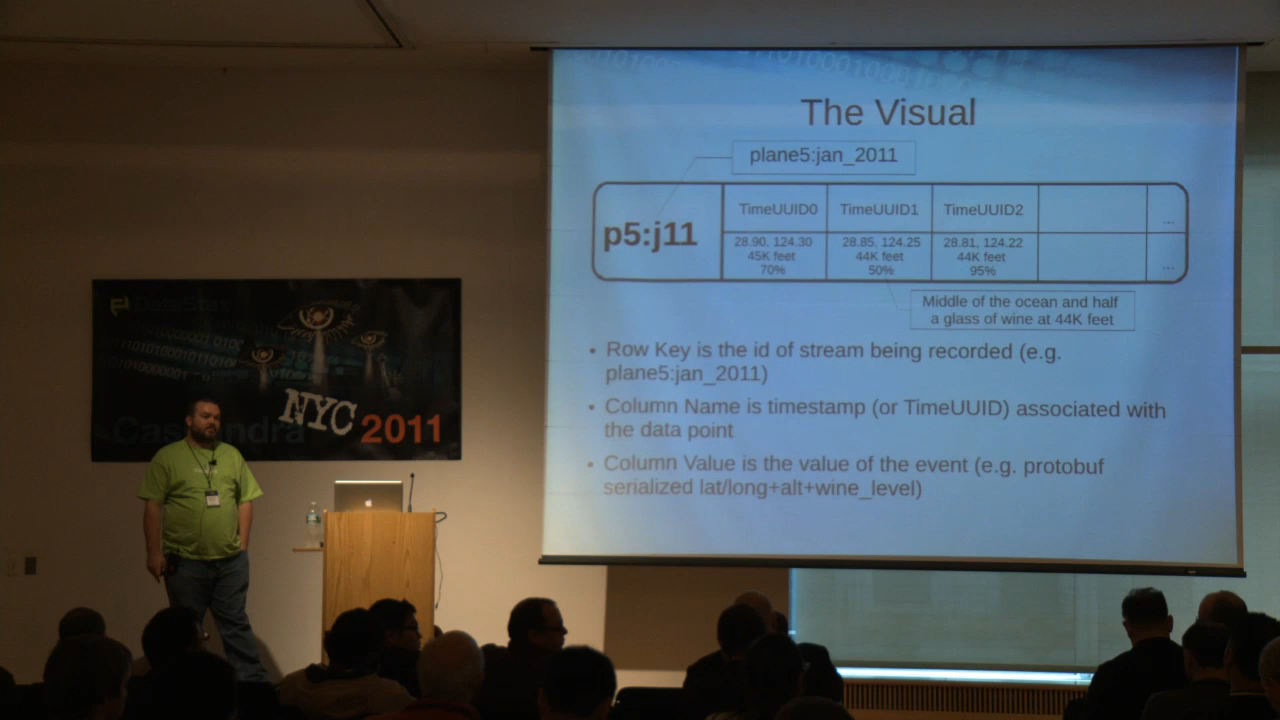 The Visual
plane5:jan_2011
p5:j11
TimeUUID0
TimeUUID1
TimeUUID2
...
28.90, 124.30
45K feet
70%
28.85, 124.25
44K feet
50%
28.81, 124.22
44K feet
95%
...
Middle of the ocean and half
a glass of wine at 44K feet
• Row Key is the id of stream being recorded (e.g.
plane5:jan_2011)
• Column Name is timestamp (or TimeUUID) associated with
the data point
• Column Value is the value of the event (e.g. protobuf
serialized lat/long+alt+wine_level)
DataStax
NYC 2011